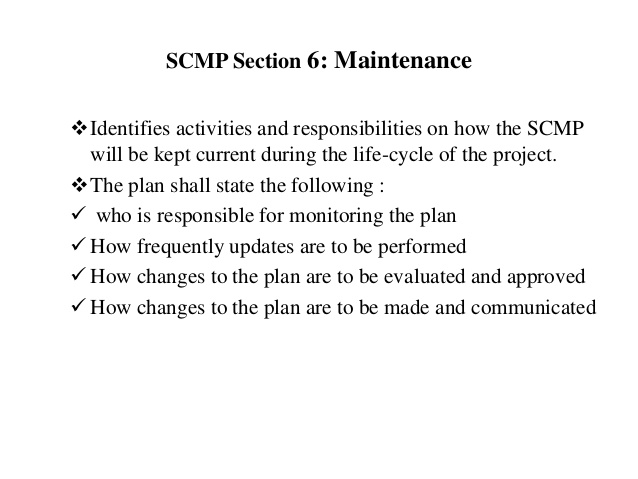 SCMP Section 6: Maintenance
❖Identifies activities and responsibilities on how the SCMP
will be kept current during the life-cycle of the project.
❖The plan shall state the following :
✓ who is responsible for monitoring the plan
✓How frequently updates are to be performed
✓How changes to the plan are to be evaluated and approved
✓How changes to the plan are to be made and communicated